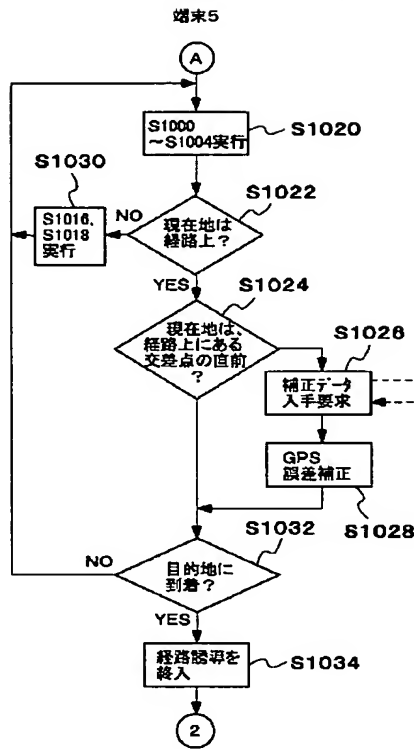 端末5
A
S1000
～S1004実行
S1020
S1030
S1016、
S1018
実行
NO
S1022
現在地は
経路上？
YES
S1024
現在地は、
経路上にある
交差点の直前
？
S1026
補正データ
入手要求
GPS
誤差補正
S1028
S1032
NO
目的地に
到着？
YES
経路誘導を
終入
S1034
2